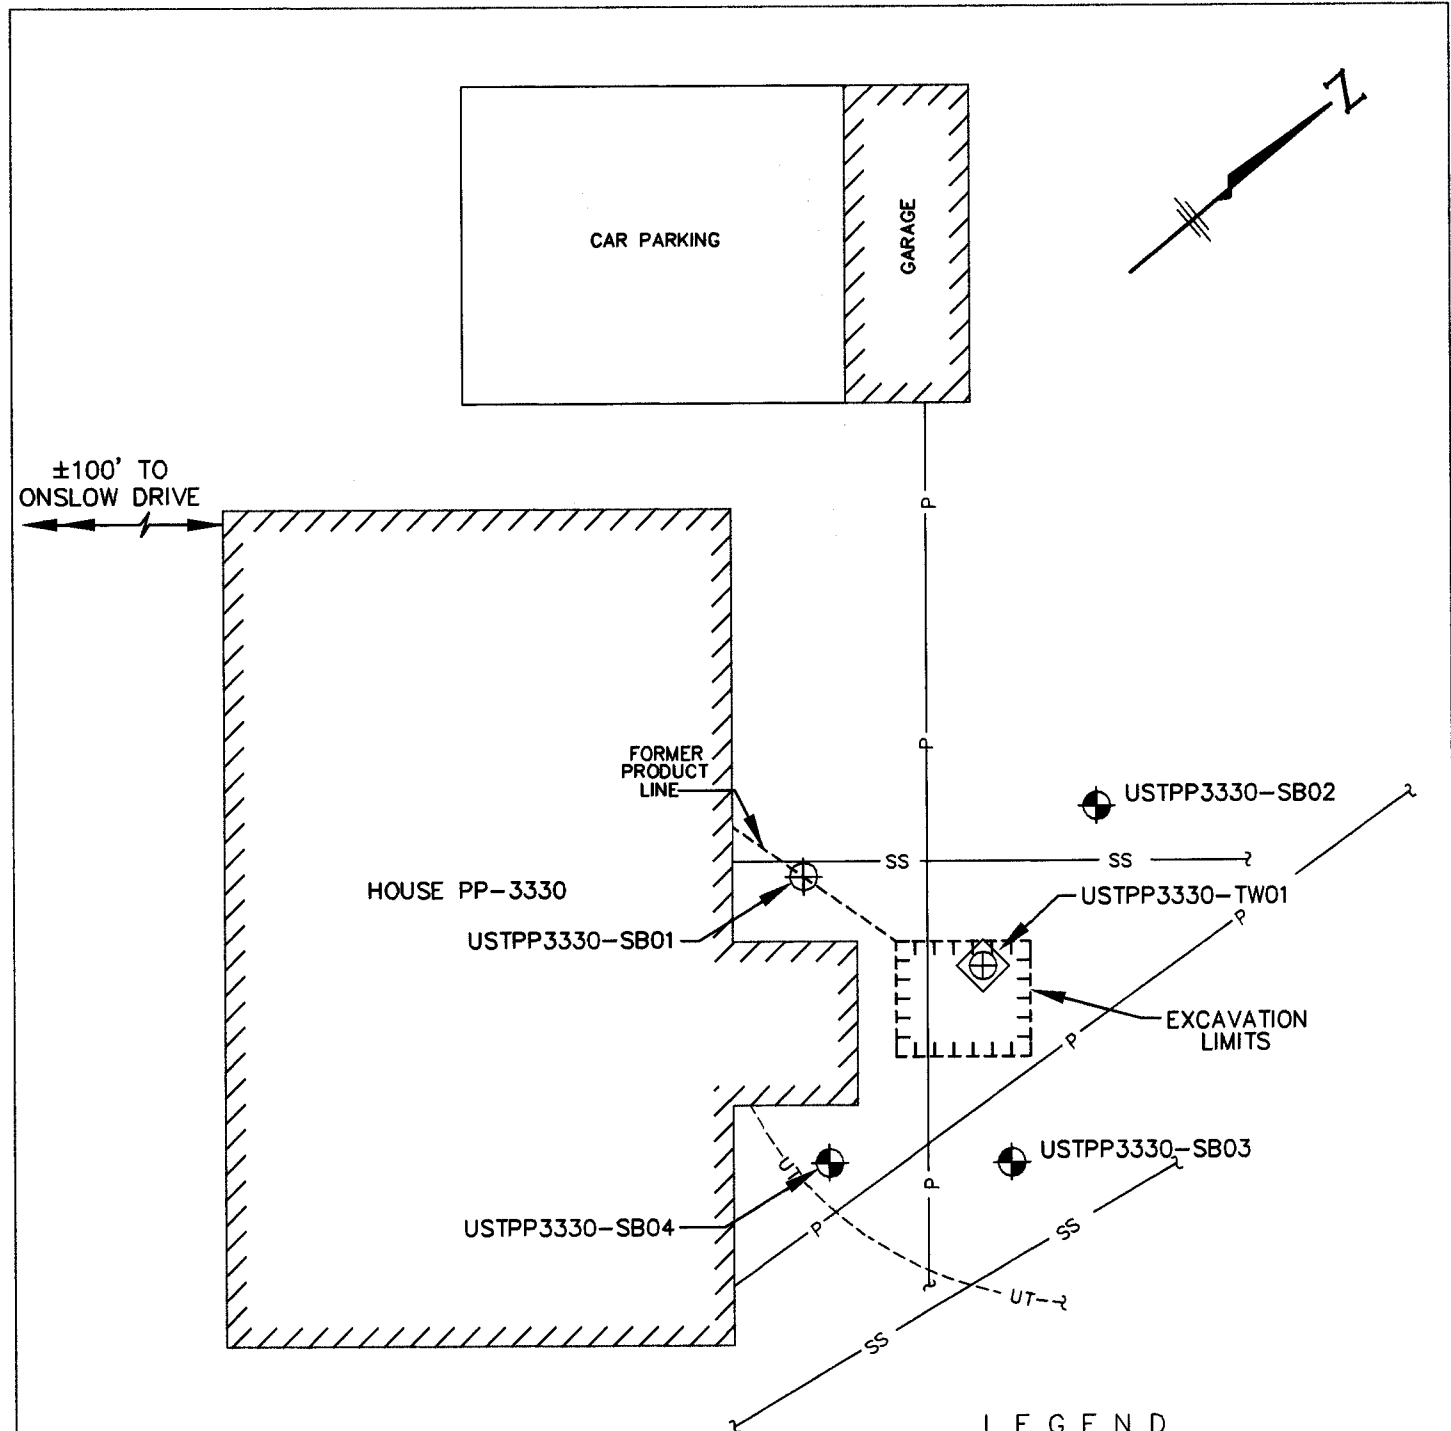 N
CAR PARKING
GARAGE
±100' TO
ONSLOW DRIVE
P
P
FORMER
PRODUCT
LINE
USTPP3330-SB02
SS
SS
HOUSE PP-3330
USTPP3330-TW01
P
USTPP3330-SB01
EXCAVATION
LIMITS
P
USTPP3330-SB03
UT
P
USTPP3330-SB04
P
SS
UT
SS
LEGEND